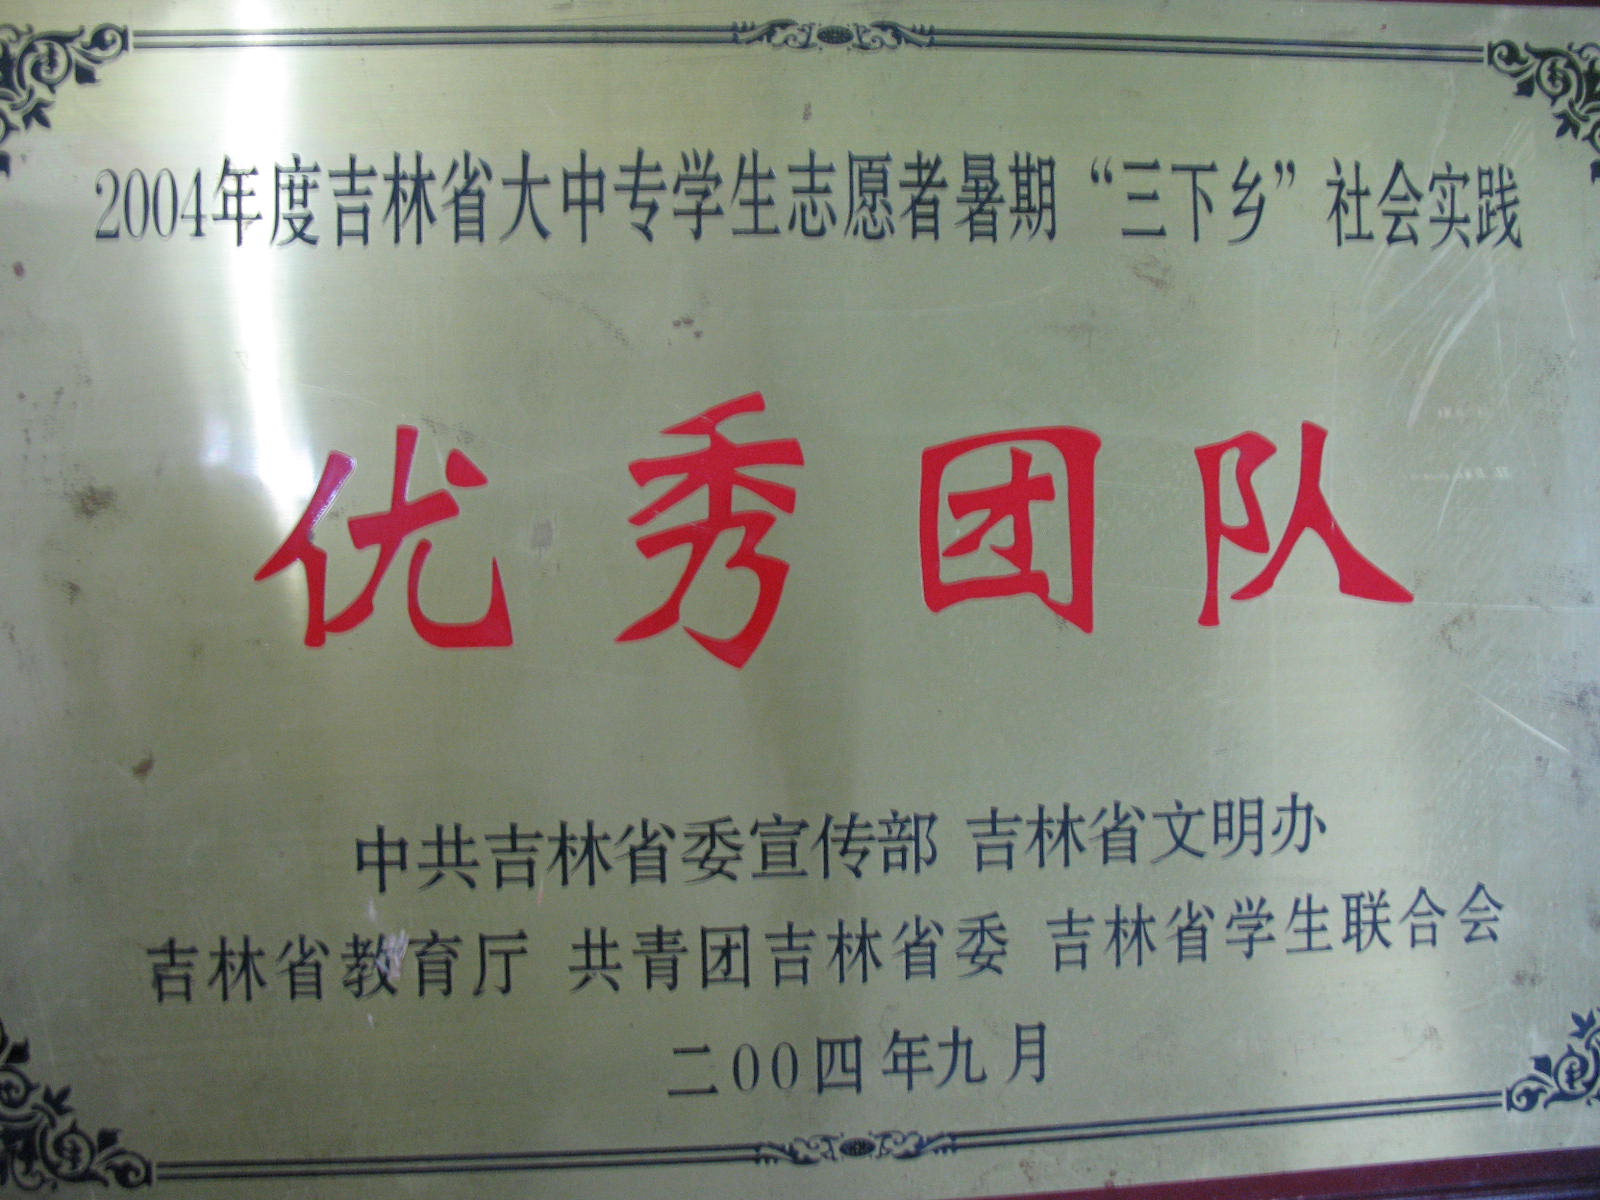 2004年度吉林省大中专学生志愿者暑期“三下乡”社会实践
优秀团队
中共吉林省委宣传部 吉林省文明办
吉林省教育厅 共青团吉林省委 吉林省学生联合会
二00四年九月